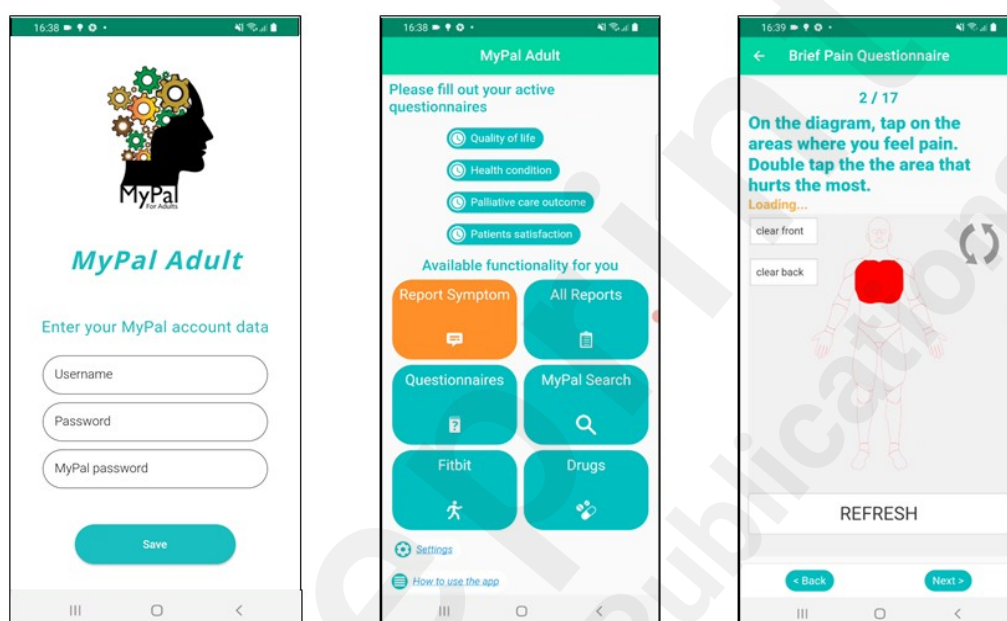 16:38
MyPal
For Adults
MyPal Adult
Enter your MyPal account data
Username
Password
MyPal password
Save
16:38
MyPal Adult
Please fill out your active
questionnaires
Quality of life
Health condition
Palliative care outcome
Patients satisfaction
Available functionality for you
Report Symptom
All Reports
Questionnaires
MyPal Search
Fitbit
Drugs
Settings
How to use the app
16:39
Brief Pain Questionnaire
2 / 17
On the diagram, tap on the
areas where you feel pain.
Double tap the the area that
hurts the most.
Loading...
clear front
clear back
REFRESH
< Back
Next >